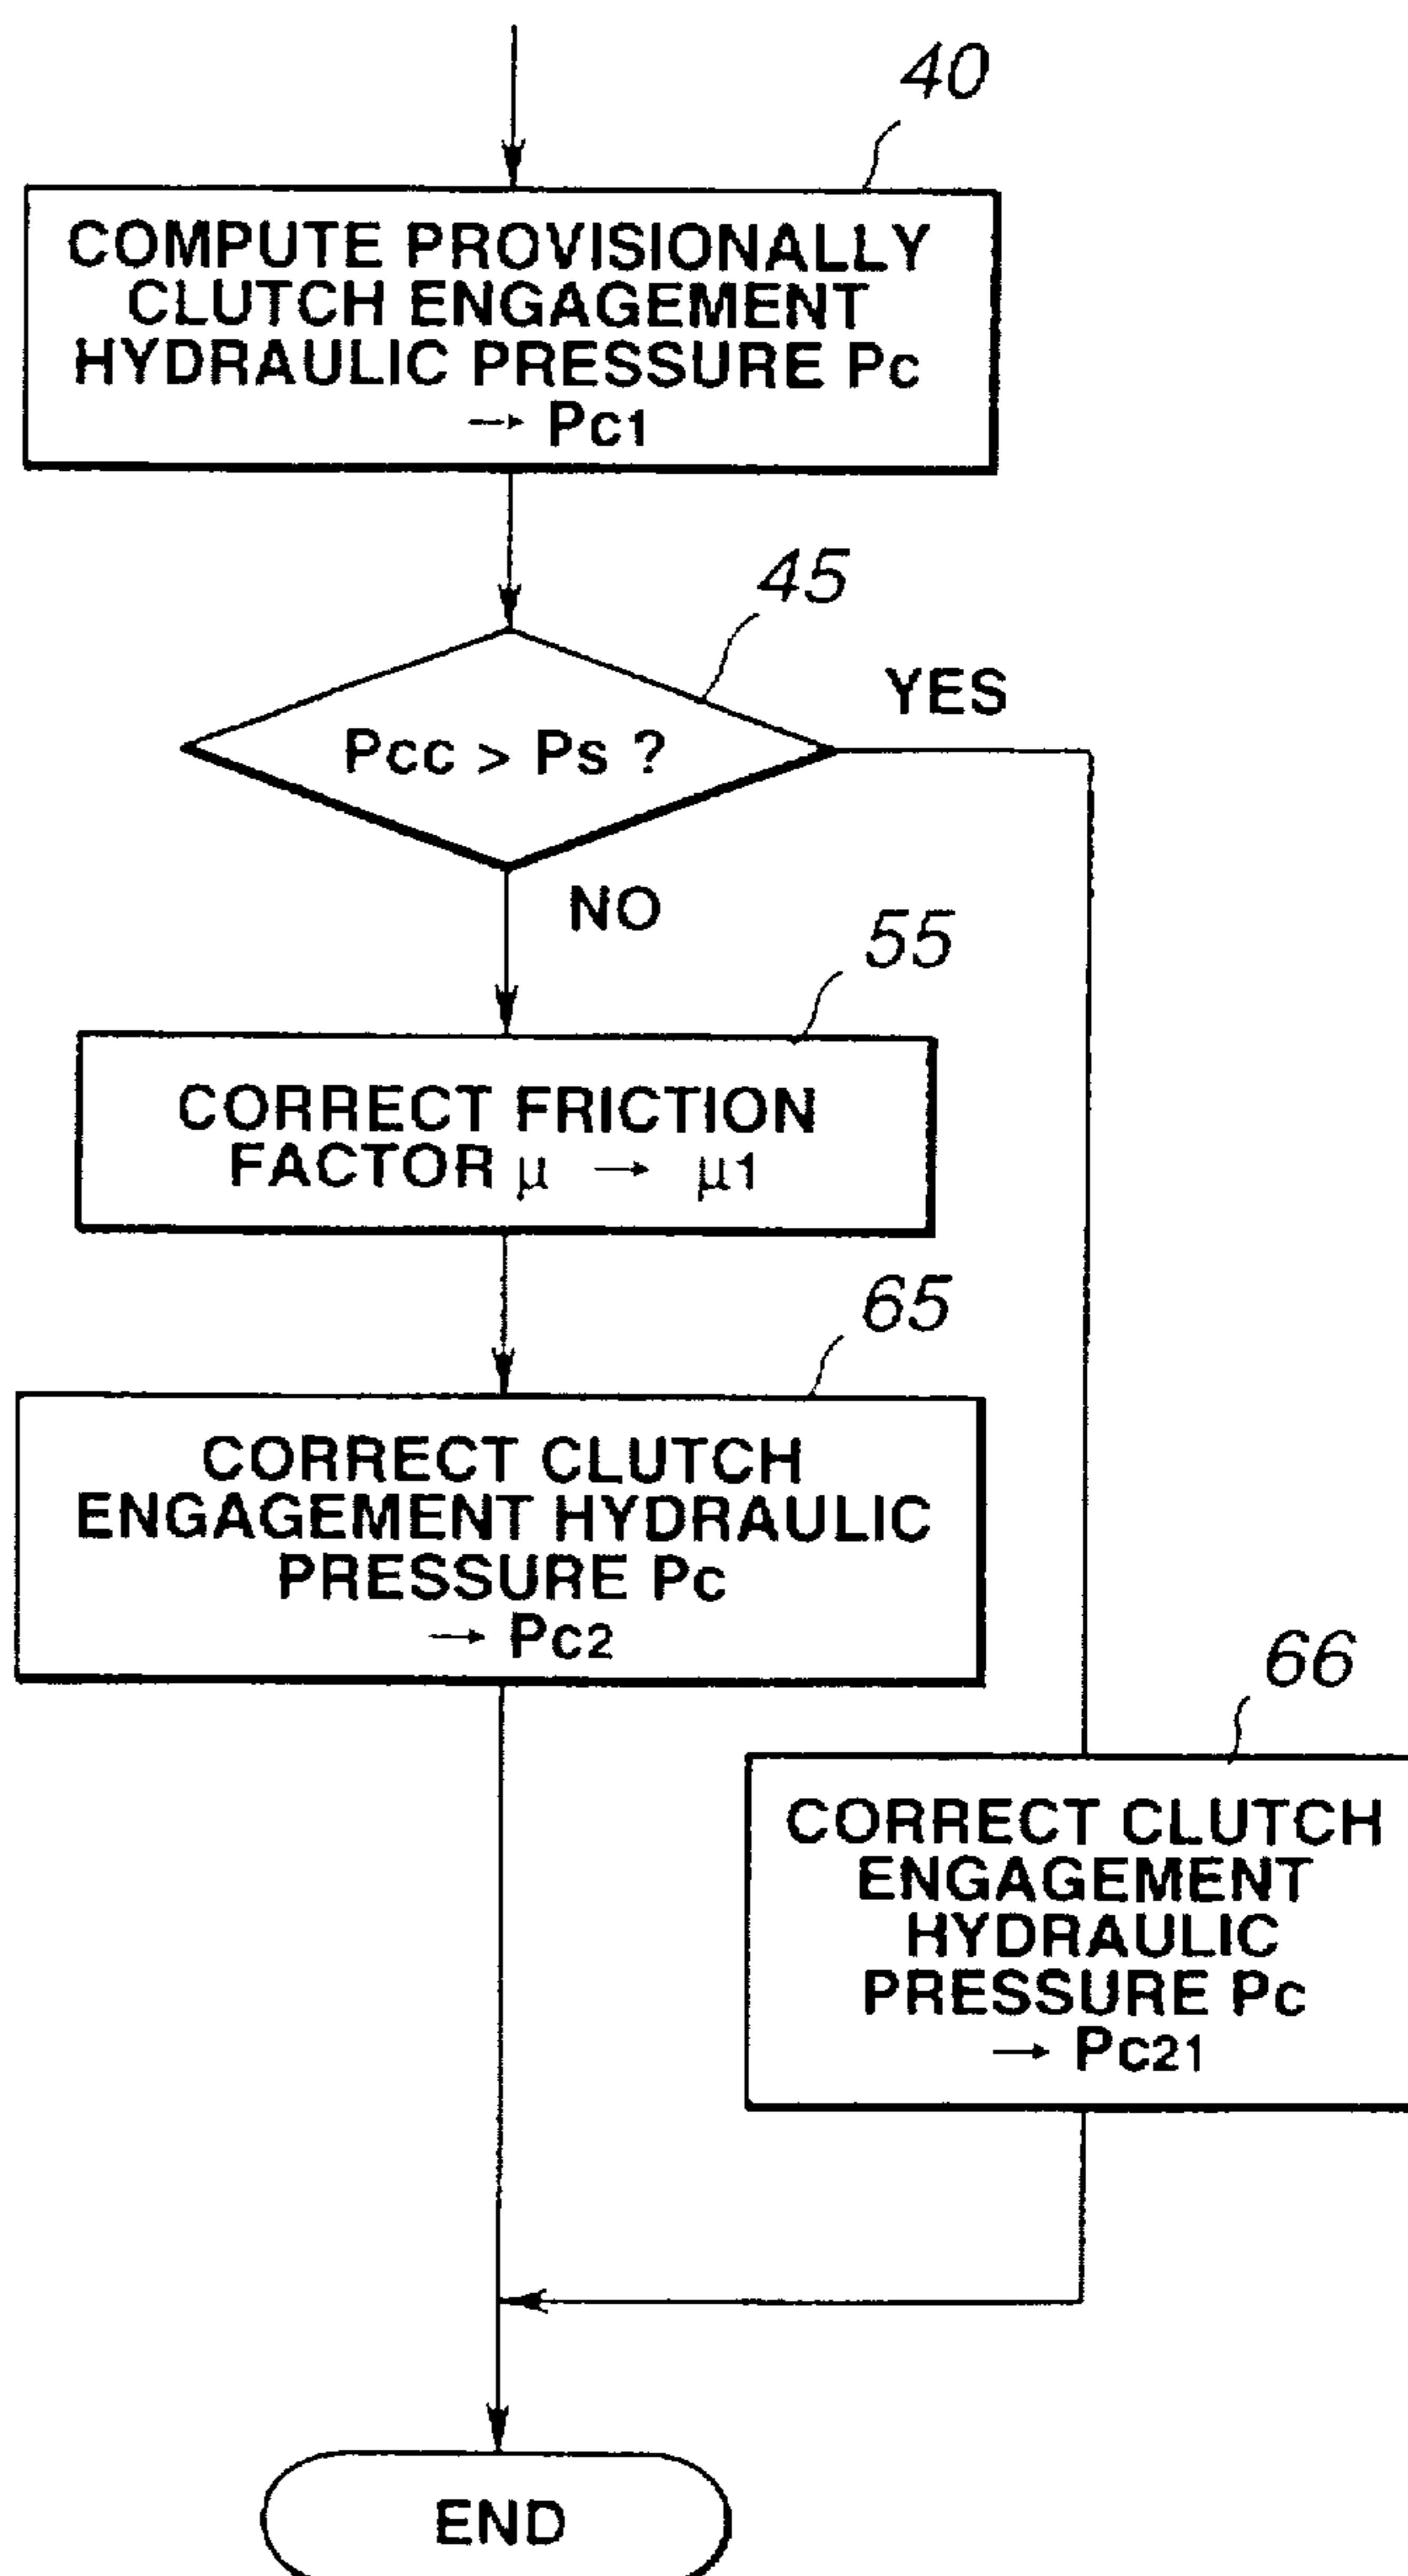 40
COMPUTE PROVISIONALLY
CLUTCH ENGAGEMENT
HYDRAULIC PRESSURE Pc
→ Pc1
45
YES
Pcc > Ps ?
NO
55
CORRECT FRICTION
FACTOR μ → μ1
65
CORRECT CLUTCH
ENGAGEMENT HYDRAULIC
PRESSURE Pc
→ Pc2
66
CORRECT CLUTCH
ENGAGEMENT
HYDRAULIC
PRESSURE Pc
→ Pc21
END